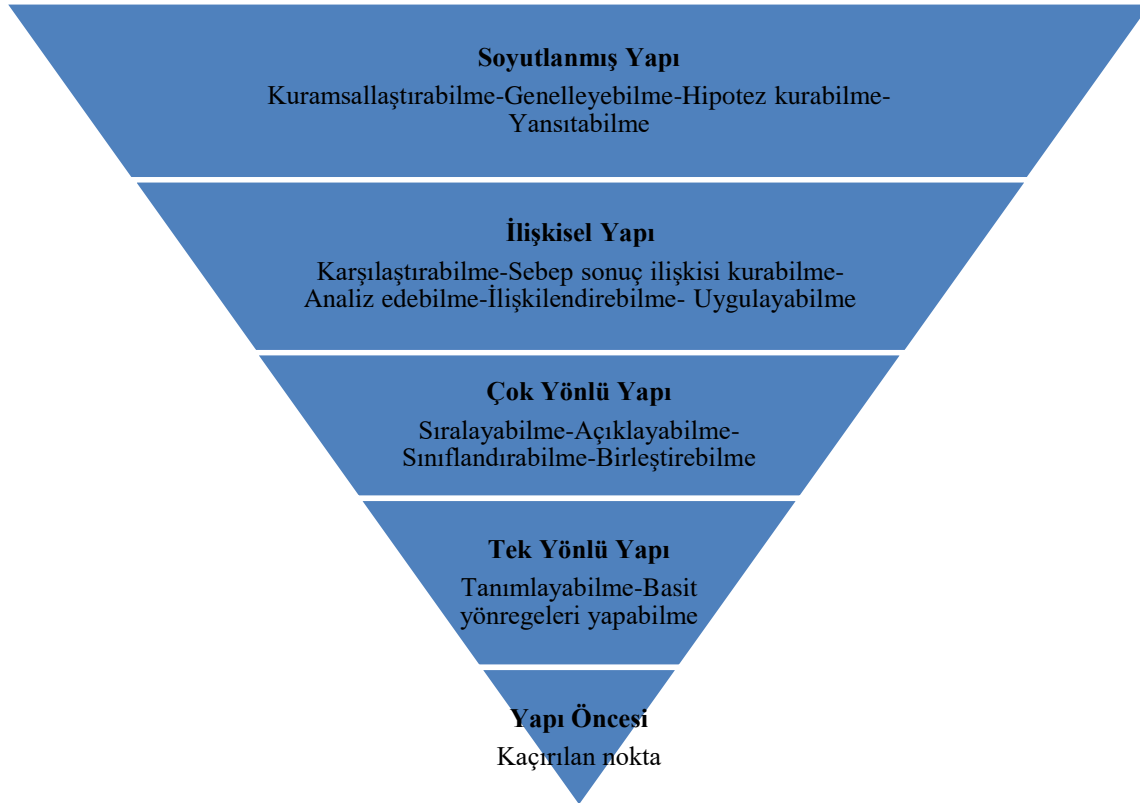 Soyutlanmış Yapı
Kuramsallaştırabilme-Genelleyebilme-Hipotez kurabilme-
Yansıtabilme
İlişkisel Yapı
Karşılaştırabilme-Sebep sonuç ilişkisi kurabilme-
Analiz edebilme-İlişkilendirebilme- Uygulayabilme
Çok Yönlü Yapı
Sıralayabilme-Açıklayabilme-
Sınıflandırabilme-Birleştirebilme
Tek Yönlü Yapı
Tanımlayabilme-Basit
yönregeleri yapabilme
Yapı Öncesi
Kaçırılan nokta